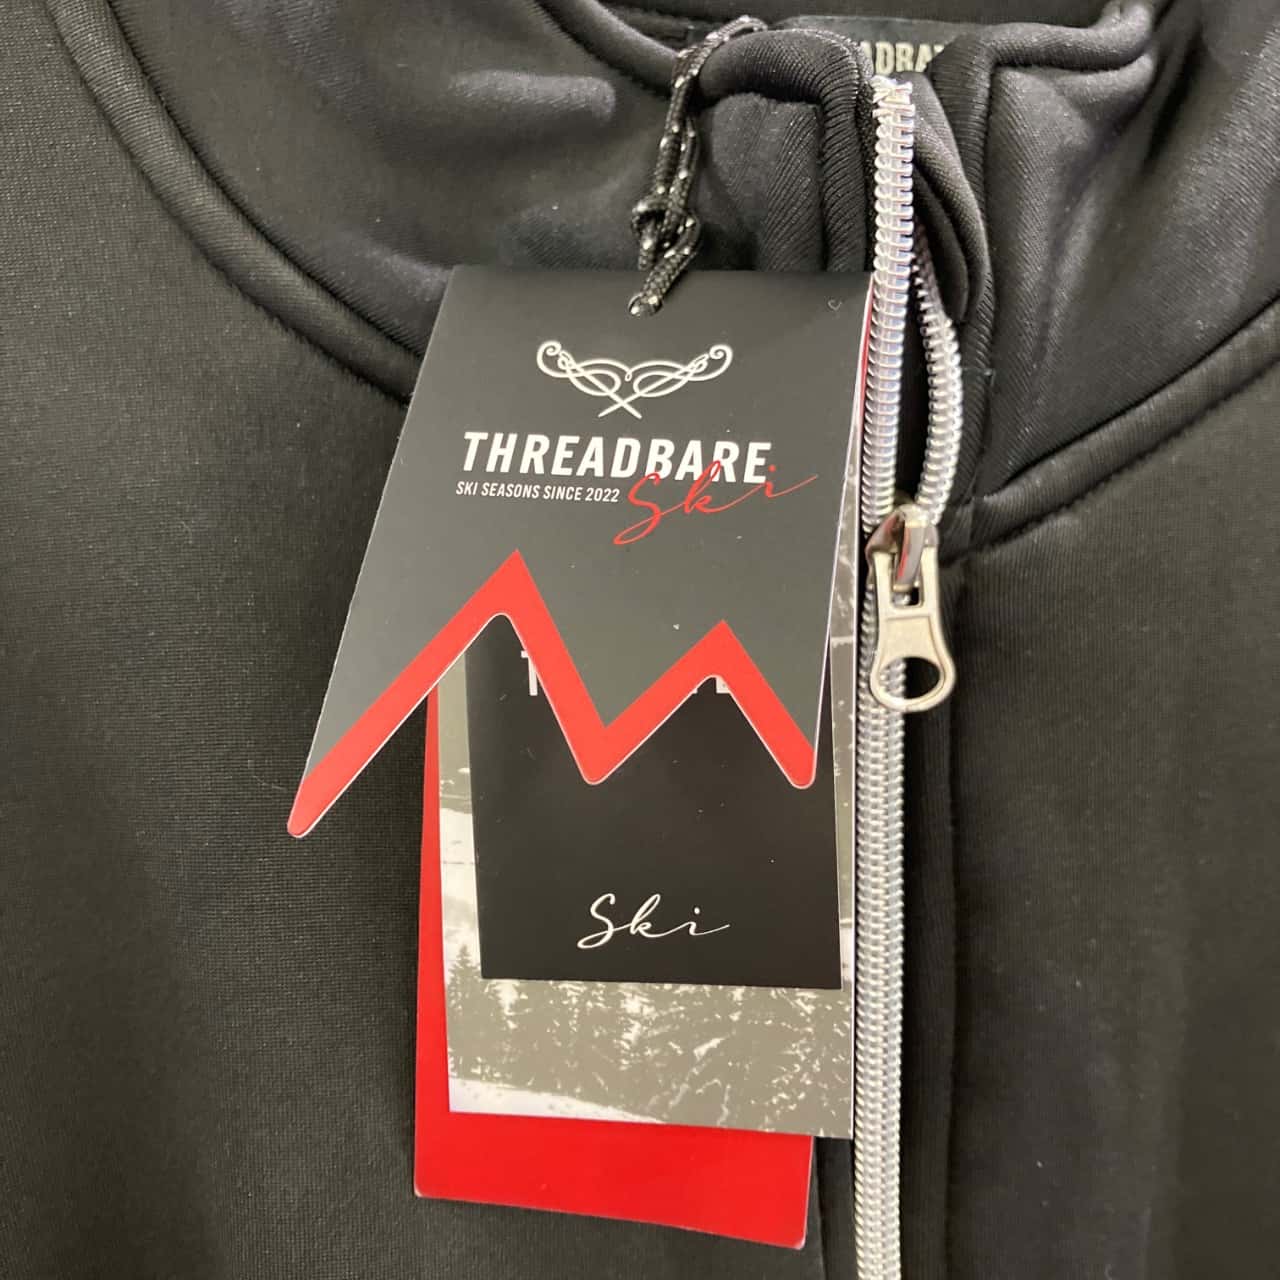 THREADBARE
Ski
SKI SEASONS SINCE 2022
Ski